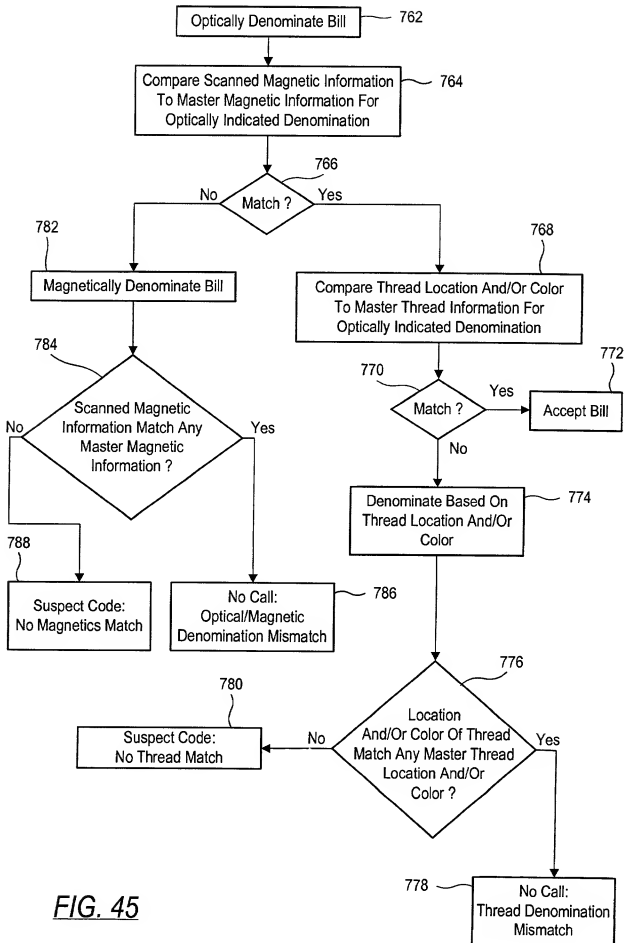 Optically Denominate Bill
762
Compare Scanned Magnetic Information
To Master Magnetic Information For
Optically Indicated Denomination
764
766
Match ?
No
Yes
782
Magnetically Denominate Bill
768
Compare Thread Location And/Or Color
To Master Thread Information For
Optically Indicated Denomination
784
Scanned Magnetic
Information Match Any
Master Magnetic
Information ?
No
Yes
770
Match ?
Yes
No
772
Accept Bill
Denominate Based On
Thread Location And/Or
Color
774
788
Suspect Code:
No Magnetics Match
No Call:
Optical/Magnetic
Denomination Mismatch
786
776
Location
And/Or Color Of Thread
Match Any Master Thread
Location And/Or
Color ?
No
Yes
780
Suspect Code:
No Thread Match
778
No Call:
Thread Denomination
Mismatch
FIG. 45